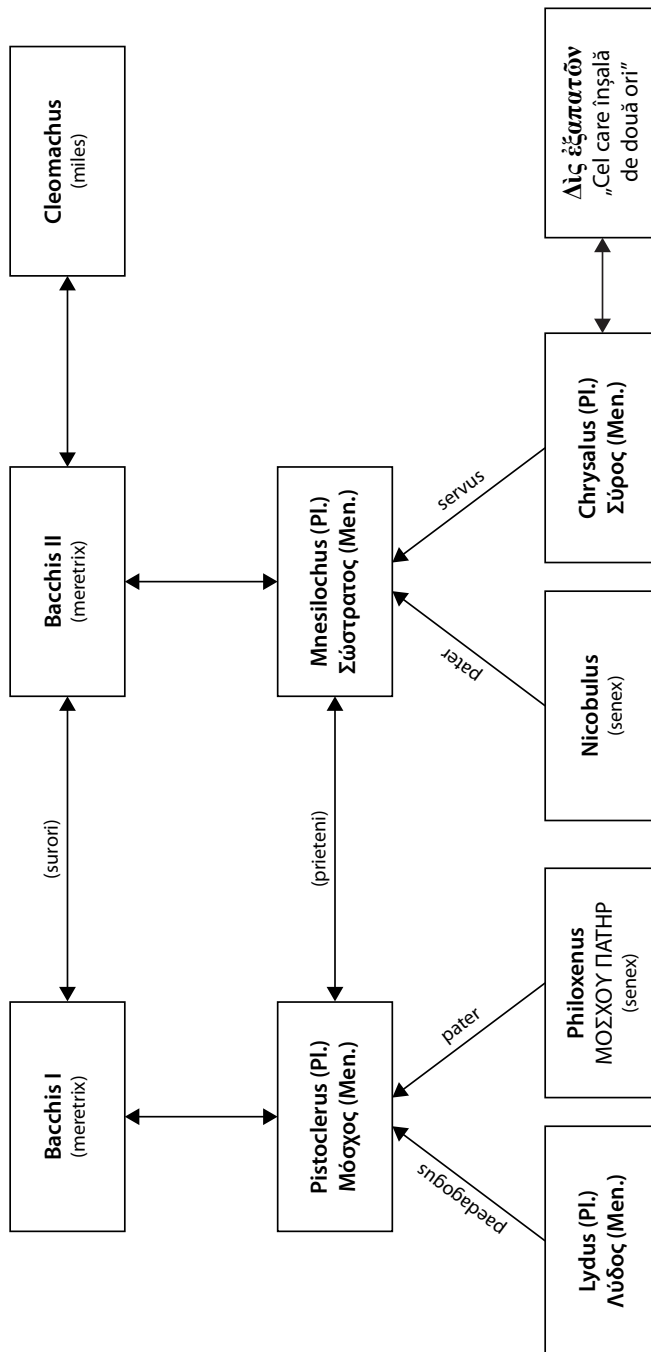 Bacchis I
(meretrix)
(surori)
Bacchis II
(meretrix)
Cleomachus
(miles)
Pistoclerus (Pl.)
Μόσχος (Men.)
(prieteni)
Mnesilochus (Pl.)
Σώστρατος (Men.)
paedagogus
pater
pater
servus
Lydus (Pl.)
Λύδος (Men.)
Philoxenus
ΜΟΣΧΟΥ ΠΑΤΗΡ
(senex)
Nicobulus
(senex)
Chrysalus (Pl.)
Σύρος (Men.)
Δὶς ἐξαπατῶν
„Cel care înșală
de două ori”